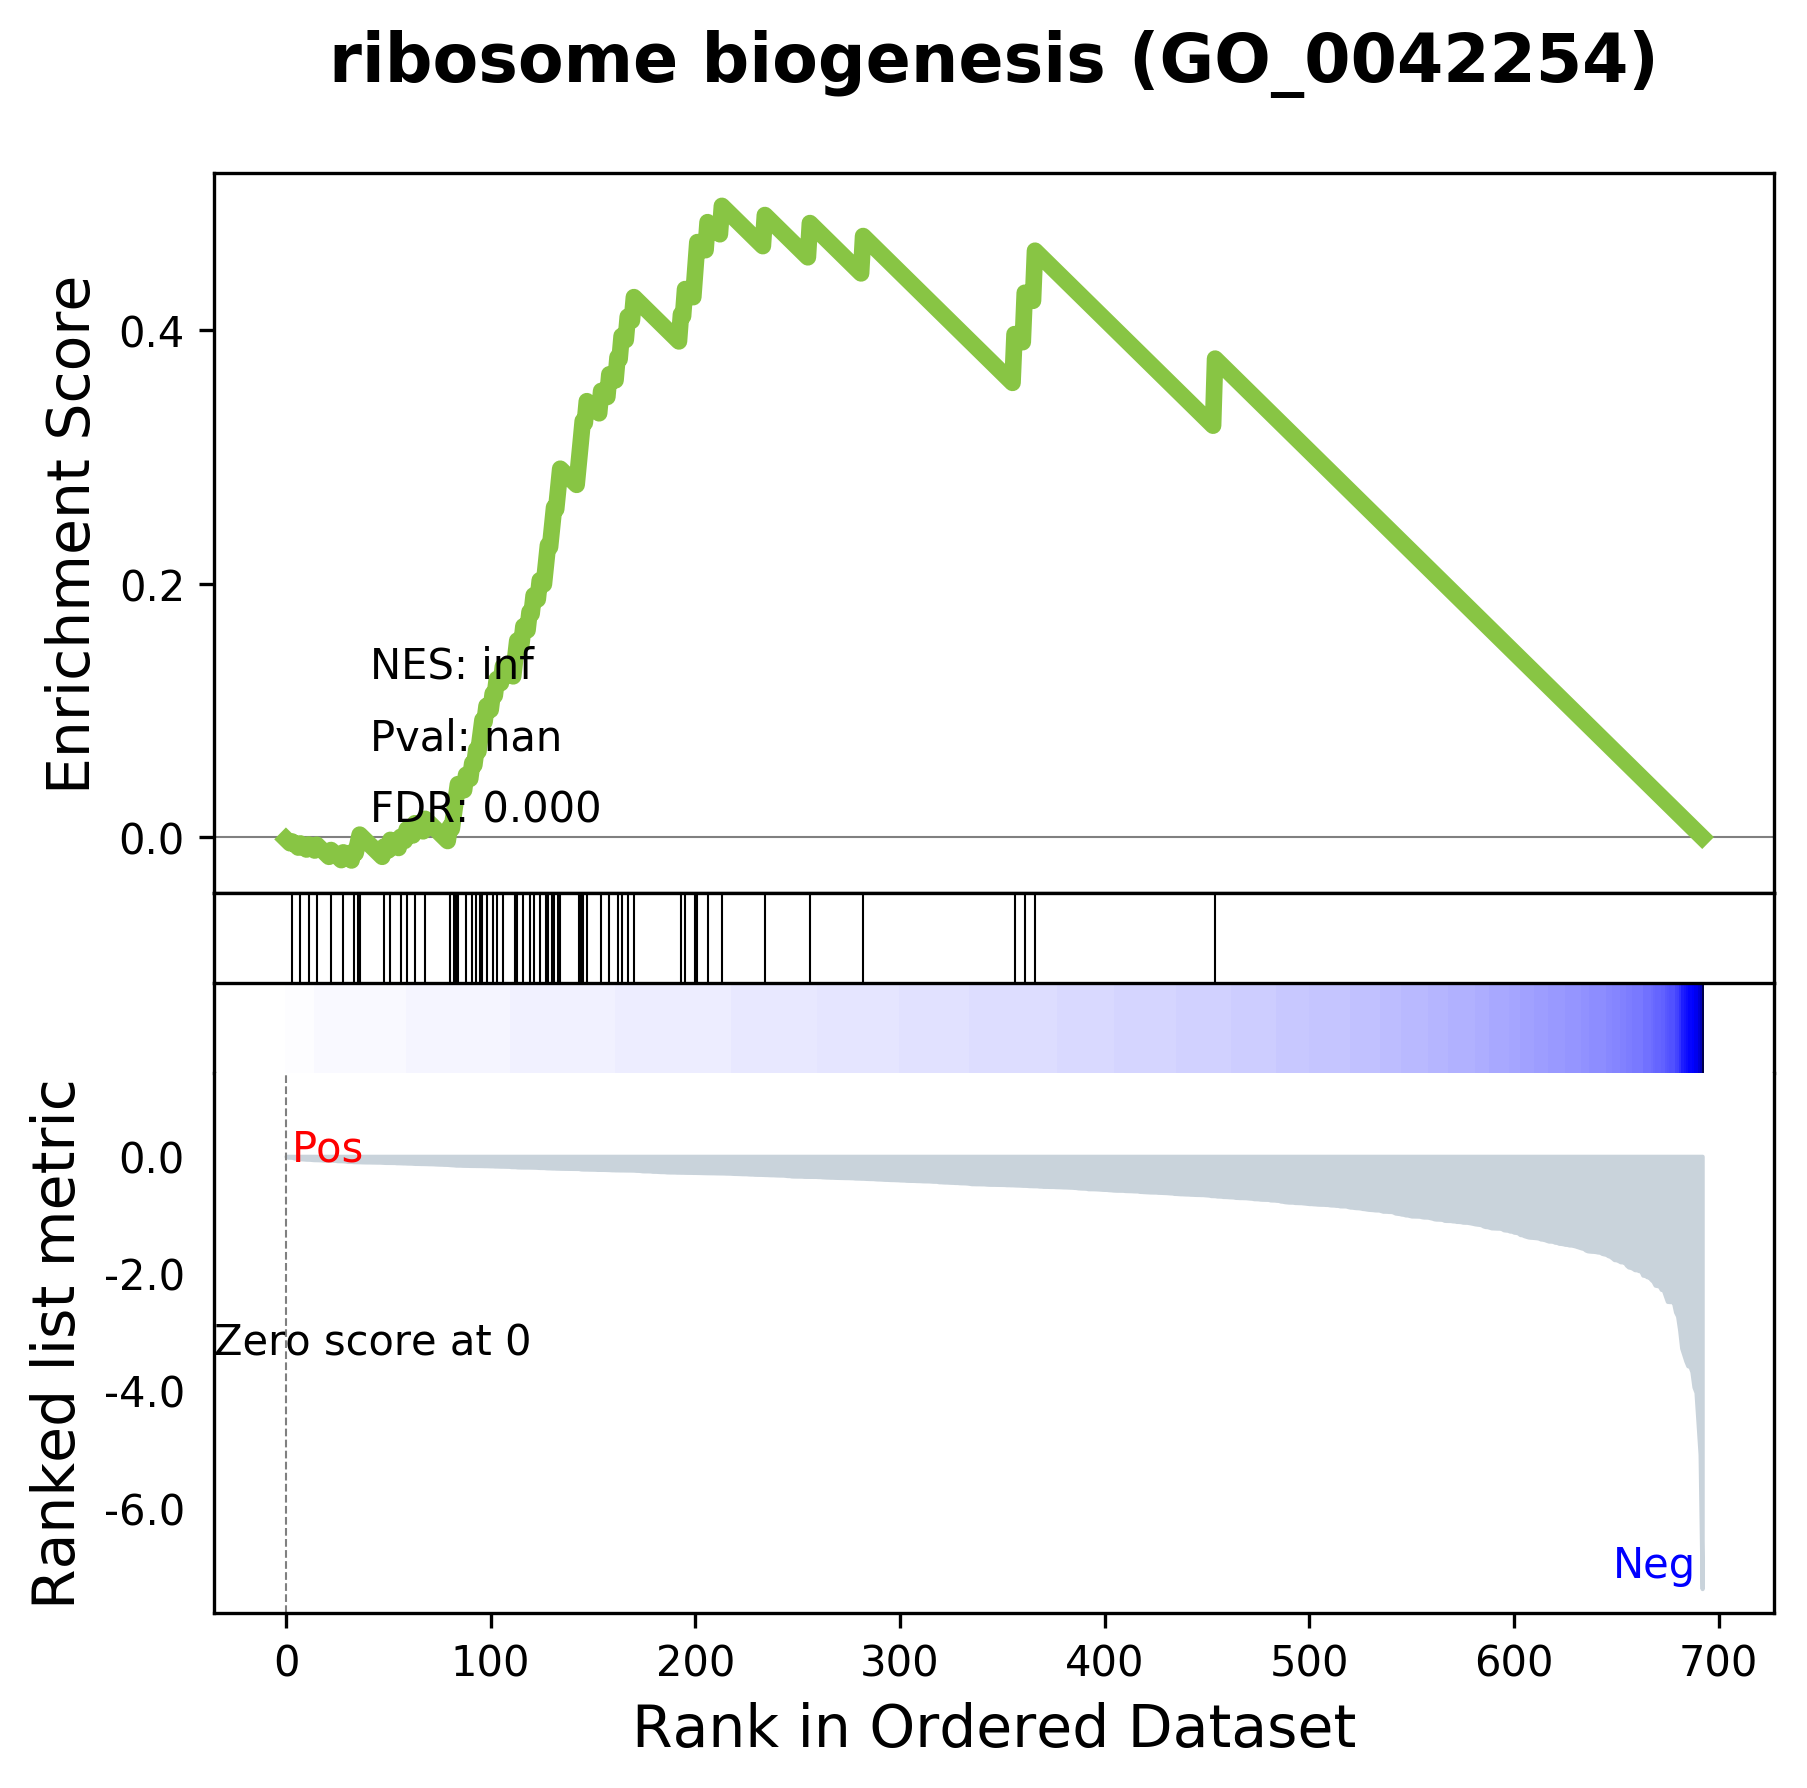 ribosome biogenesis (GO_0042254)
Enrichment Score
0.4
0.2
0.0
NES: inf
Pval: nan
FDR: 0.000
Ranked list metric
0.0
-2.0
-4.0
-6.0
Pos
Zero score at 0
Neg
0 100 200 300 400 500 600 700
Rank in Ordered Dataset